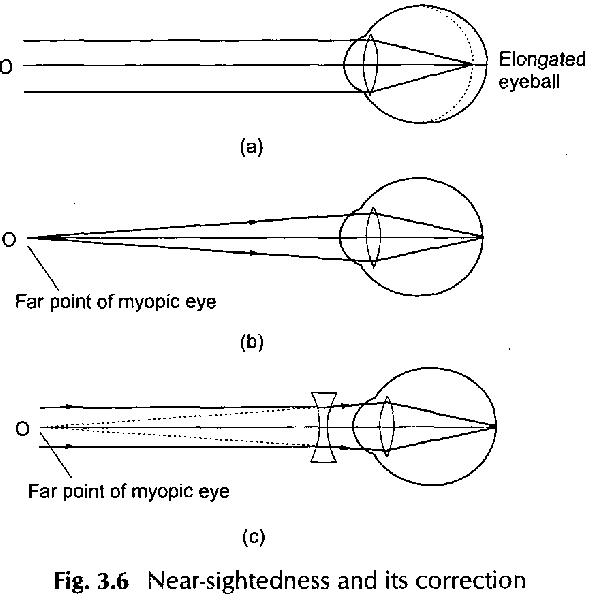 O
Elongated
eyeball
(a)
O
Far point of myopic eye
(b)
O
Far point of myopic eye
(c)
Fig. 3.6 Near-sightedness and its correction